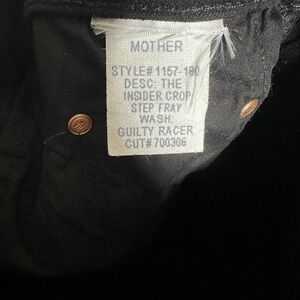 MOTHER
STYLE# 1157-180
DESC: THE
INSIDER CROP
STEP FRAY
WASH:
GUILTY RACER
CUT# 700306